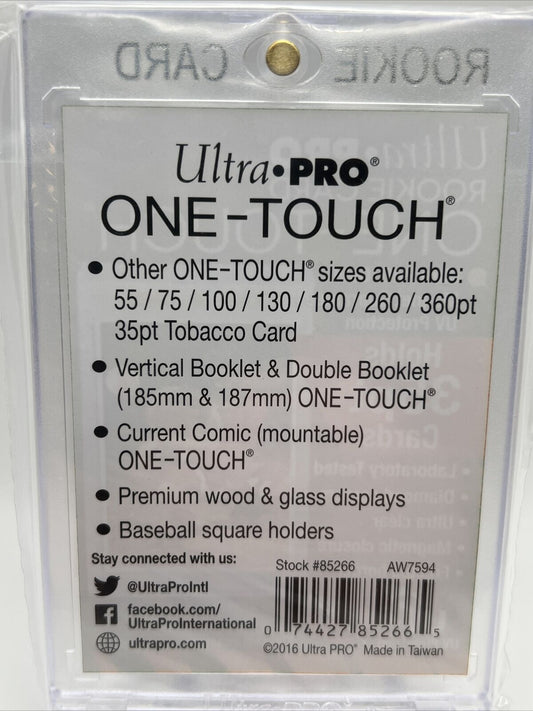 ROOKIE CARD
Ultra•PRO®
ONE-TOUCH®
• Other ONE-TOUCH® sizes available:
55 / 75 / 100 / 130 / 180 / 260 / 360pt
35pt Tobacco Card
• Vertical Booklet & Double Booklet
(185mm & 187mm) ONE-TOUCH®
• Current Comic (mountable)
ONE-TOUCH®
• Premium wood & glass displays
• Baseball square holders
Stay connected with us:
@UltraProIntl
facebook.com/
UltraProInternational
ultrapro.com
Stock #85266 AW7594
0 74427 85266 5
©2016 Ultra PRO® Made in Taiwan